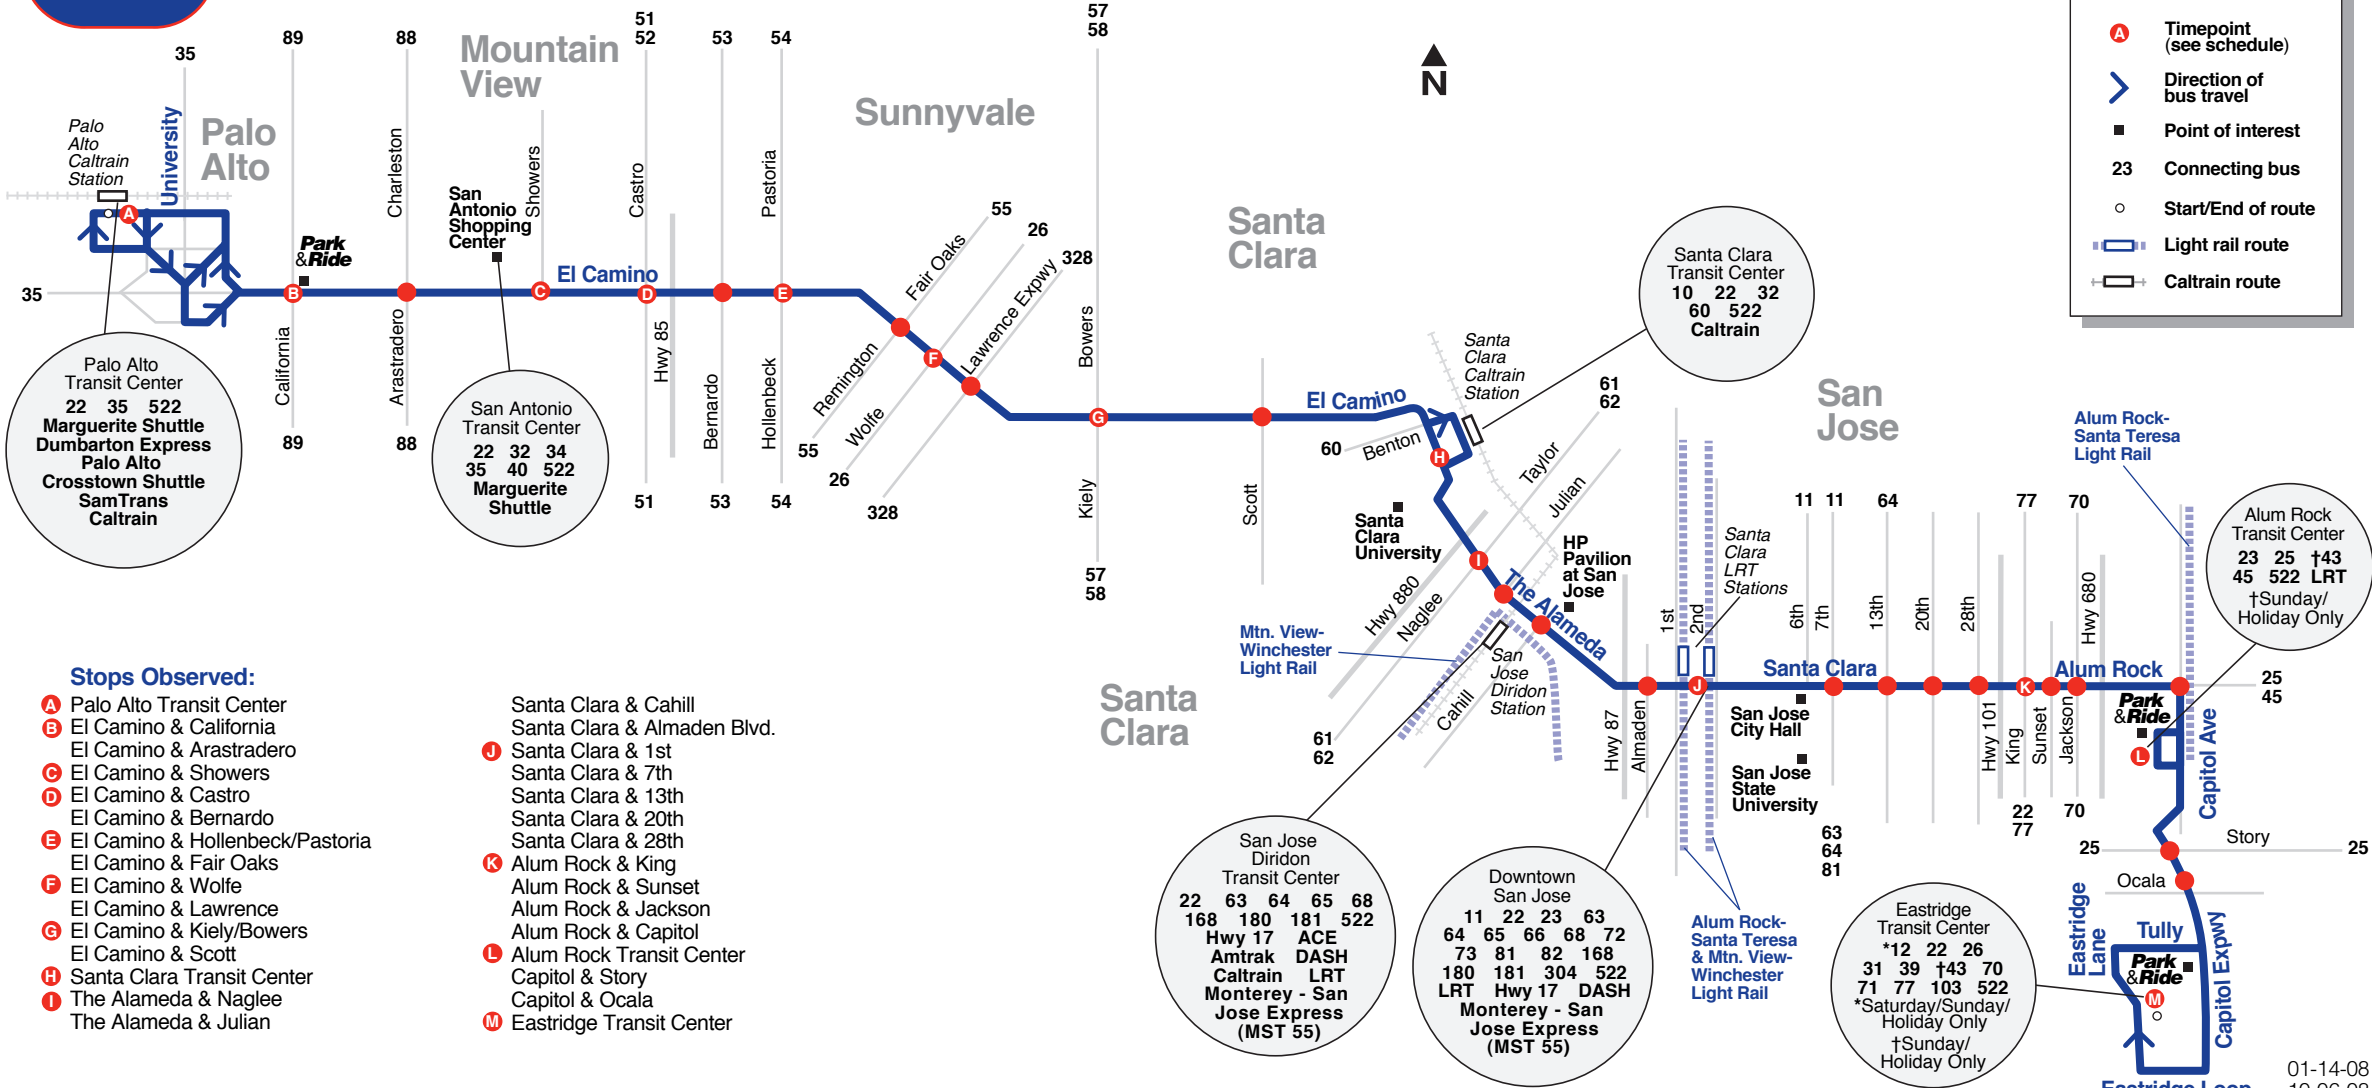 Palo
Alto
Mountain
View
Sunnyvale
Santa
Clara
San
Jose
Santa
Clara
N
A
Timepoint
(see schedule)
Direction of
bus travel
Point of interest
23 Connecting bus
Start/End of route
Light rail route
Caltrain route
35
89
88
51
52
53
54
57
58
Palo
Alto
Caltrain
Station
University
A
35
Park
&Ride
B
California
89
Charleston
Arastradero
88
San
Antonio
Shopping
Center
Showers
C
El Camino
Castro
D
51
Hwy 85
Bernardo
53
Pastoria
E
Hollenbeck
54
Fair Oaks
55
Remington
55
26
F
Wolfe
26
328
Lawrence Expwy
328
Bowers
G
Kiely
57
58
Scott
El Camino
60
Benton
H
Santa
Clara
Caltrain
Station
Santa Clara
Transit Center
10 22 32
60 522
Caltrain
Palo Alto
Transit Center
22 35 522
Marguerite Shuttle
Dumbarton Express
Palo Alto
Crosstown Shuttle
SamTrans
Caltrain
San Antonio
Transit Center
22 32 34
35 40 522
Marguerite
Shuttle
Santa
Clara
University
61
62
Taylor
Julian
I
Hwy 880
Naglee
61
62
The Alameda
HP
Pavilion
at San
Jose
Mtn. View-
Winchester
Light Rail
Cahill
San
Jose
Diridon
Station
Hwy 87
Almaden
1st
2nd
J
Santa
Clara
LRT
Stations
Santa Clara
San Jose
City Hall
San Jose
State
University
11 11
6th
7th
63
64
81
64
13th
20th
28th
Hwy 101
77
K
King
22
77
Sunset
70
Jackson
70
Hwy 680
Alum Rock
Alum Rock-
Santa Teresa
Light Rail
Alum Rock
Transit Center
23 25 †43
45 522 LRT
†Sunday/
Holiday Only
25
45
Park
&Ride
L
Capitol Ave
25
Story
25
Ocala
Eastridge
Lane
Tully
Park
&Ride
M
Capitol Expwy
Eastridge Loop
San Jose
Diridon
Transit Center
22 63 64 65 68
168 180 181 522
Hwy 17 ACE
Amtrak DASH
Caltrain LRT
Monterey - San
Jose Express
(MST 55)
Downtown
San Jose
11 22 23 63
64 65 66 68 72
73 81 82 168
180 181 304 522
LRT Hwy 17 DASH
Monterey - San
Jose Express
(MST 55)
Alum Rock-
Santa Teresa
& Mtn. View-
Winchester
Light Rail
Eastridge
Transit Center
*12 22 26
31 39 †43 70
71 77 103 522
*Saturday/Sunday/
Holiday Only
†Sunday/
Holiday Only
Stops Observed:
A Palo Alto Transit Center
B El Camino & California
El Camino & Arastradero
C El Camino & Showers
D El Camino & Castro
El Camino & Bernardo
E El Camino & Hollenbeck/Pastoria
El Camino & Fair Oaks
F El Camino & Wolfe
El Camino & Lawrence
G El Camino & Kiely/Bowers
El Camino & Scott
H Santa Clara Transit Center
I The Alameda & Naglee
The Alameda & Julian
Santa Clara & Cahill
Santa Clara & Almaden Blvd.
J Santa Clara & 1st
Santa Clara & 7th
Santa Clara & 13th
Santa Clara & 20th
Santa Clara & 28th
K Alum Rock & King
Alum Rock & Sunset
Alum Rock & Jackson
Alum Rock & Capitol
L Alum Rock Transit Center
Capitol & Story
Capitol & Ocala
M Eastridge Transit Center
01-14-08